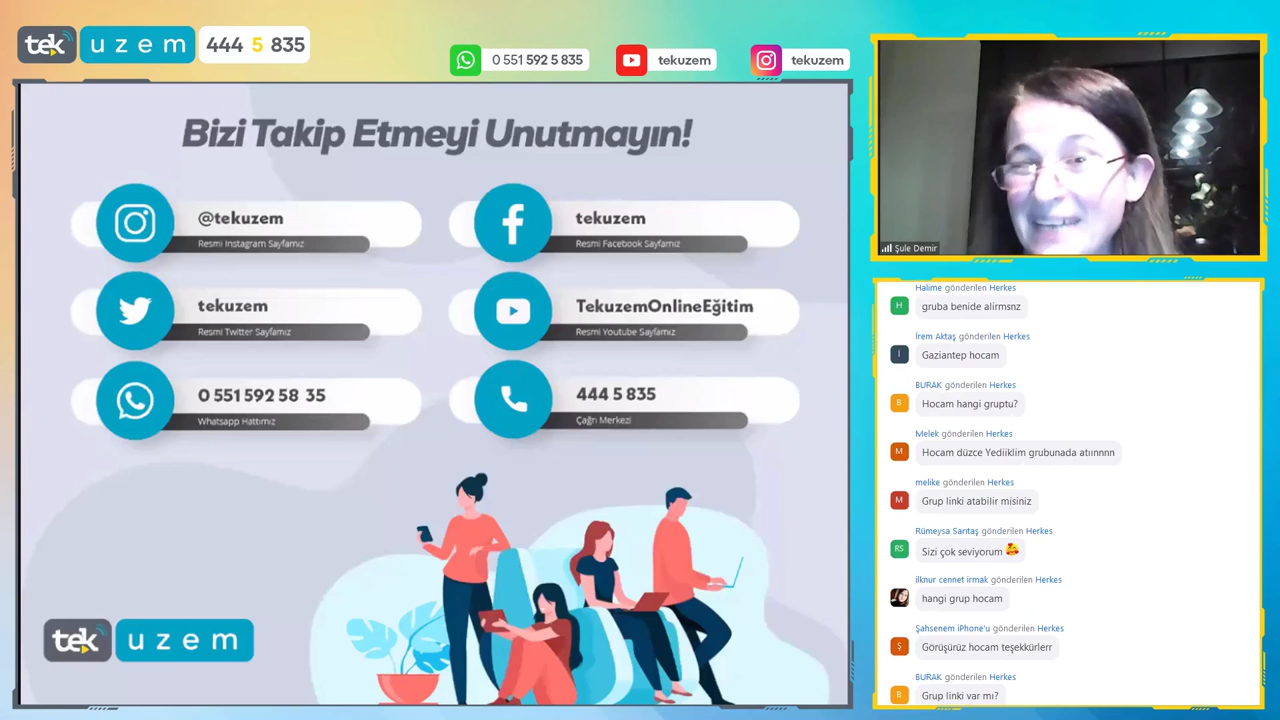 tek uzem 444 5 835
0 551 592 5 835
tekuzem
tekuzem
Bizi Takip Etmeyi Unutmayın!
@tekuzem
Resmi Instagram Sayfamız
tekuzem
Resmi Facebook Sayfamız
tekuzem
Resmi Twitter Sayfamız
TekuzemOnlineEğitim
Resmi Youtube Sayfamız
0 551 592 58 35
Whatsapp Hattımız
444 5 835
Çağrı Merkezi
tek uzem
Şule Demir
Halime gönderilen Herkes
H
gruba benide alirmsnz
İrem Aktaş gönderilen Herkes
İ
Gaziantep hocam
BURAK gönderilen Herkes
B
Hocam hangi gruptu?
Melek gönderilen Herkes
M
Hocam düzce Yediiklim grubunada atıınnnn
melike gönderilen Herkes
M
Grup linki atabilir misiniz
Rümeysa Sarıtaş gönderilen Herkes
RS
Sizi çok seviyorum 🥰
ilknur cennet irmak gönderilen Herkes
hangi grup hocam
Şahsenem iPhone'u gönderilen Herkes
Ş
Görüşürüz hocam teşekkürlerr
BURAK gönderilen Herkes
B
Grup linki var mı?